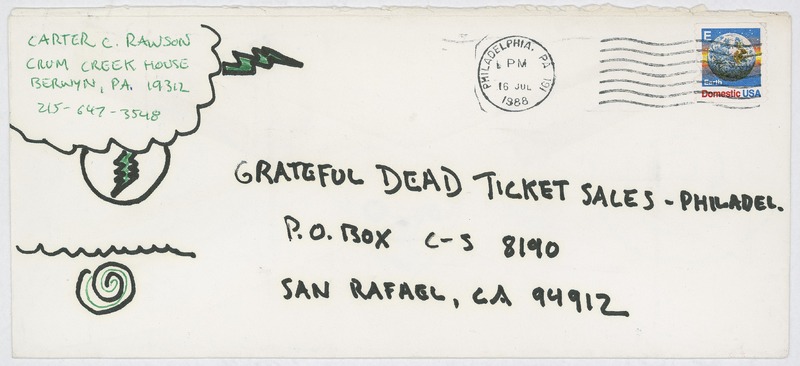 CARTER C. RAWSON
CRUM CREEK HOUSE
BERWYN, PA. 19312
215-647-3548
PHILADELPHIA, PA 191
PM
16 JUL
1988
E
Earth
Domestic USA
GRATEFUL DEAD TICKET SALES - PHILADEL.
P.O. BOX C-S 8190
SAN RAFAEL, CA 94912